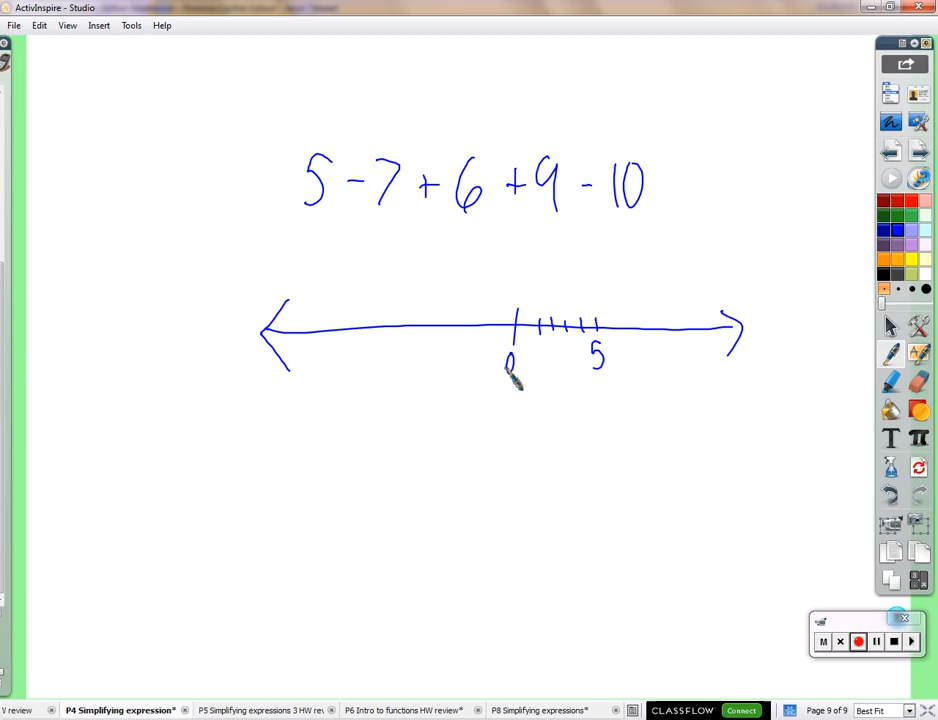 ActivInspire - Studio
File Edit View Insert Tools Help
5 - 7 + 6 + 9 - 10
0 5
M
W review P4 Simplifying expression* P5 Simplifying expressions 3 HW rev P6 Intro to functions HW review* P8 Simplifying expressions* CLASSFLOW Connect Page 9 of 9 Best Fit